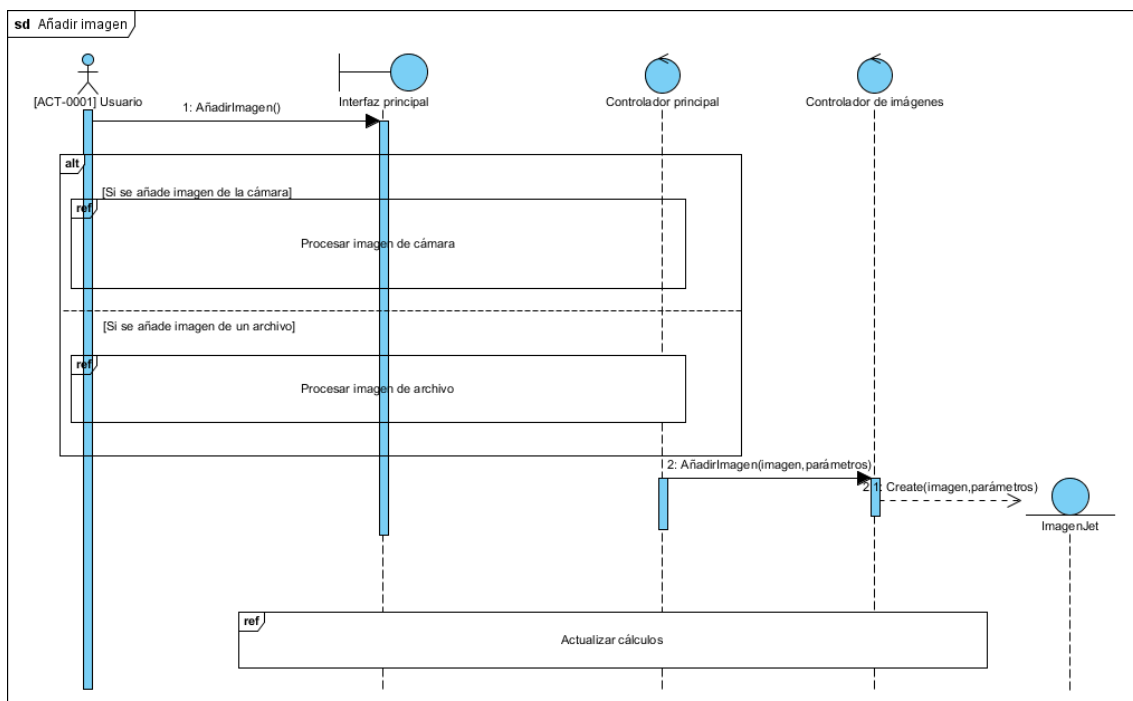 sd Añadir imagen
[ACT-0001] Usuario
Interfaz principal
Controlador principal
Controlador de imágenes
1: AñadirImagen()
alt
[Si se añade imagen de la cámara]
ref
Procesar imagen de cámara
[Si se añade imagen de un archivo]
ref
Procesar imagen de archivo
2: AñadirImagen(imagen,parámetros)
2.1: Create(imagen,parámetros)
ImagenJet
ref
Actualizar cálculos